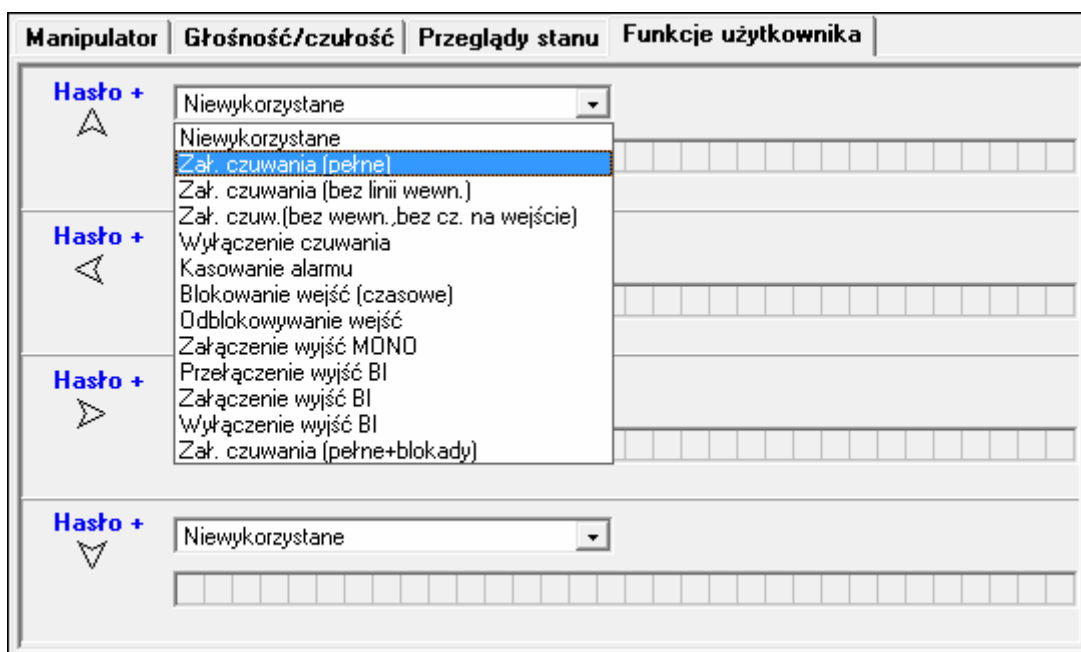 Manipulator Głośność/czułość Przeglądy stanu Funkcje użytkownika
Hasło +
Niewykorzystane
Niewykorzystane
Zał. czuwania (pełne)
Zał. czuwania (bez linii wewn.)
Zał. czuw.(bez wewn.,bez cz. na wejście)
Hasło +
Wyłączenie czuwania
Kasowanie alarmu
Blokowanie wejść (czasowe)
Odblokowywanie wejść
Załączenie wyjść MONO
Hasło +
Przełączenie wyjść BI
Załączenie wyjść BI
Wyłączenie wyjść BI
Zał. czuwania (pełne+blokady)
Hasło +
Niewykorzystane